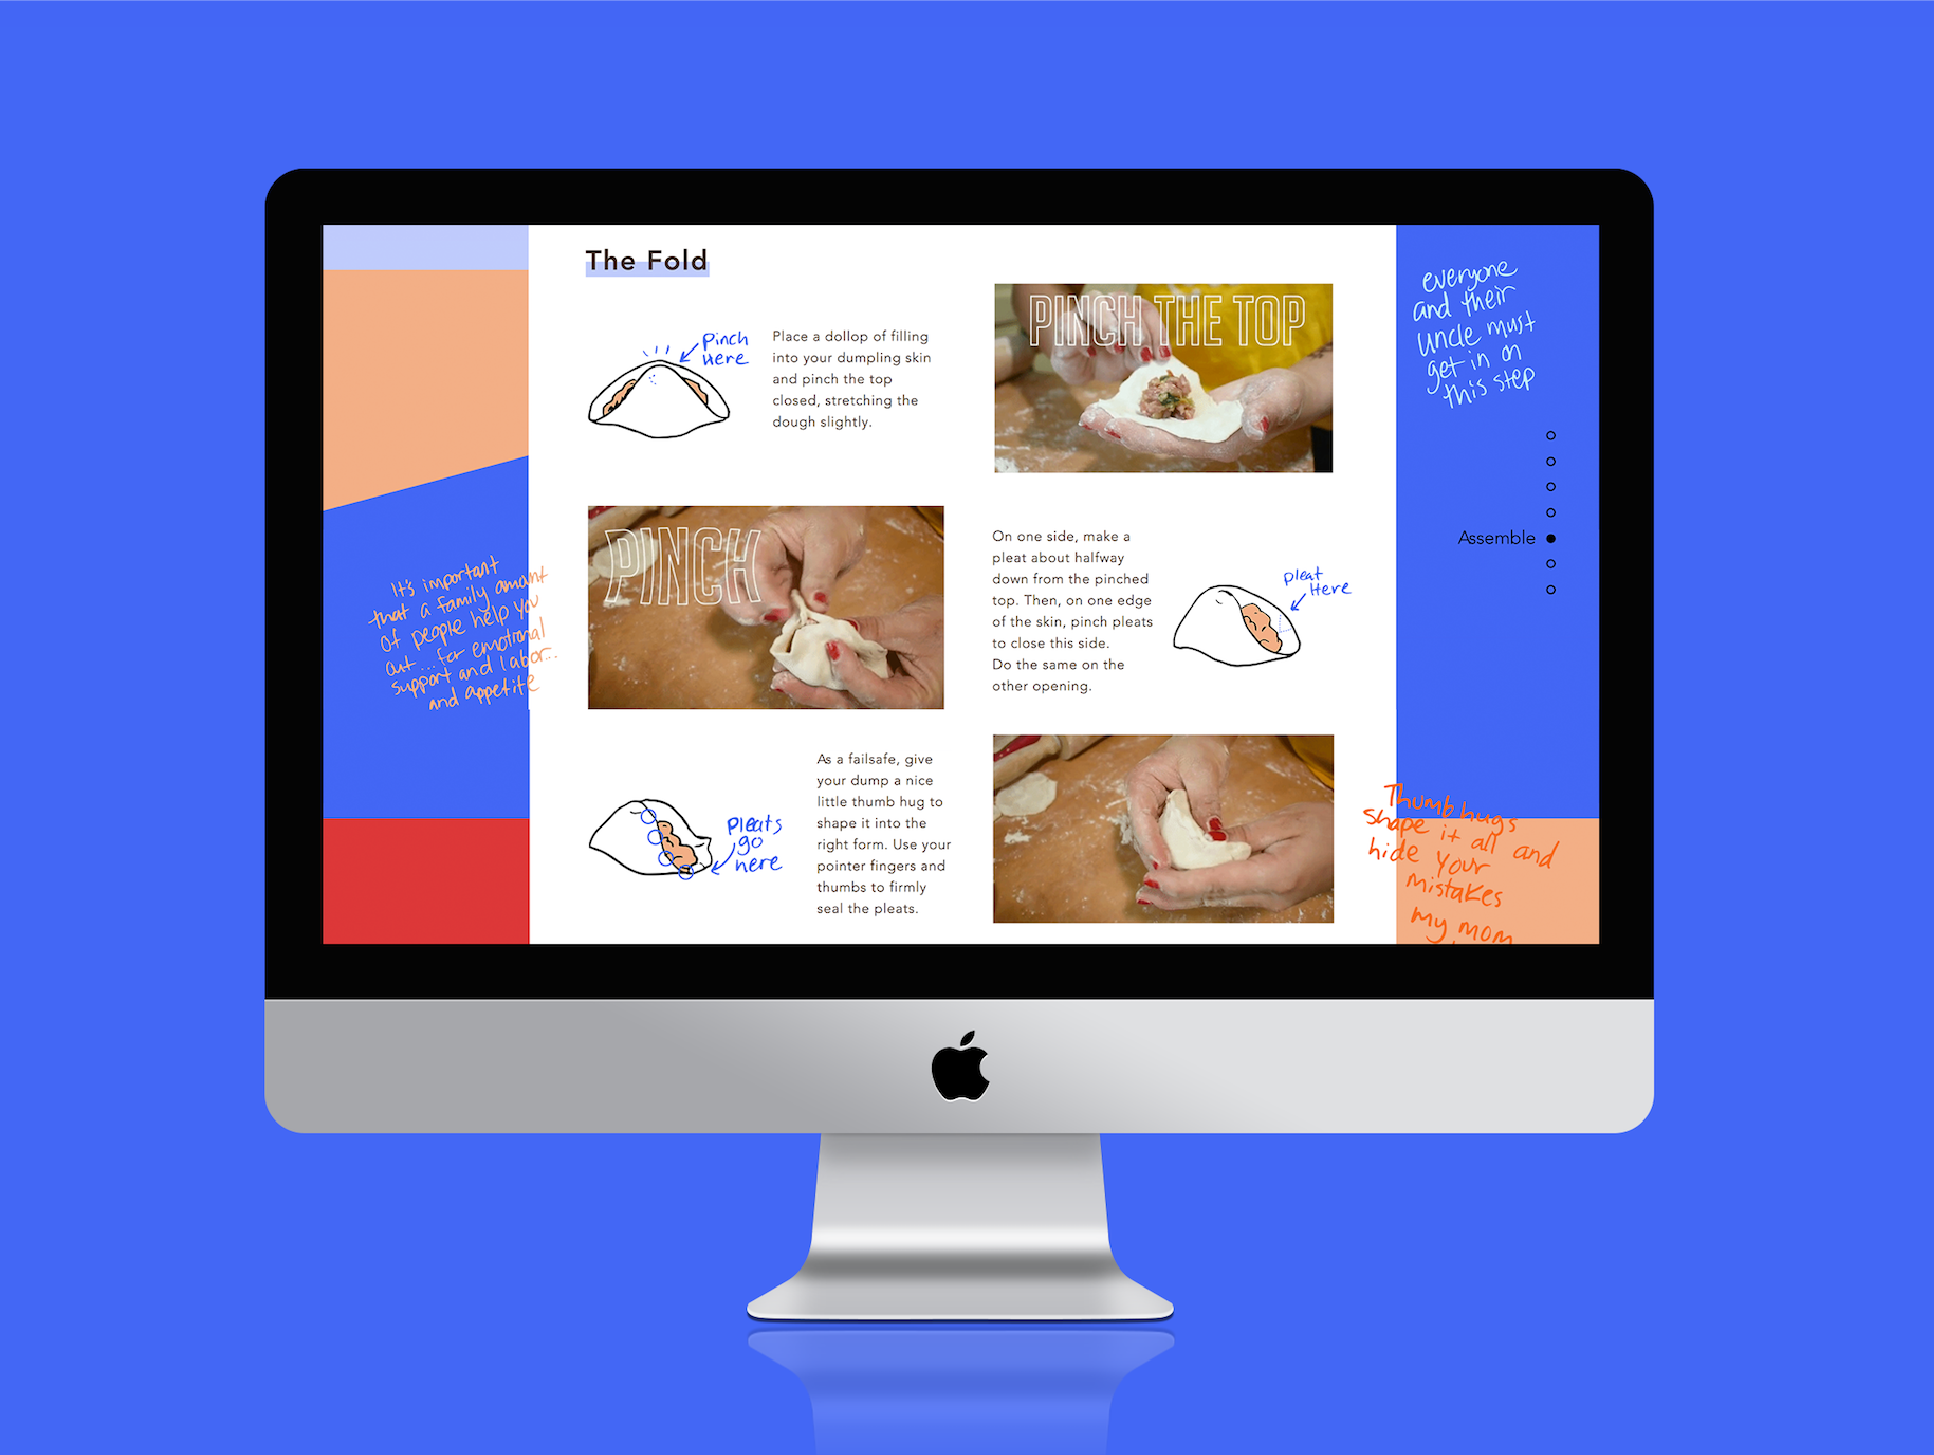 The Fold
Pinch
Here
Place a dollop of filling
into your dumpling skin
and pinch the top
closed, stretching the
dough slightly.
PINCH THE TOP
everyone
and their
uncle must
get in on
this step
PINCH
On one side, make a
pleat about halfway
down from the pinched
top. Then, on one edge
of the skin, pinch pleats
to close this side.
Do the same on the
other opening.
pleat
Here
Assemble
It's important
that a family amount
of people help you
out... for emotional
support and labor...
and appetite
pleats
go
here
As a failsafe, give
your dump a nice
little thumb hug to
shape it into the
right form. Use your
pointer fingers and
thumbs to firmly
seal the pleats.
Thumb hugs
shape it all and
hide your
mistakes
my mom